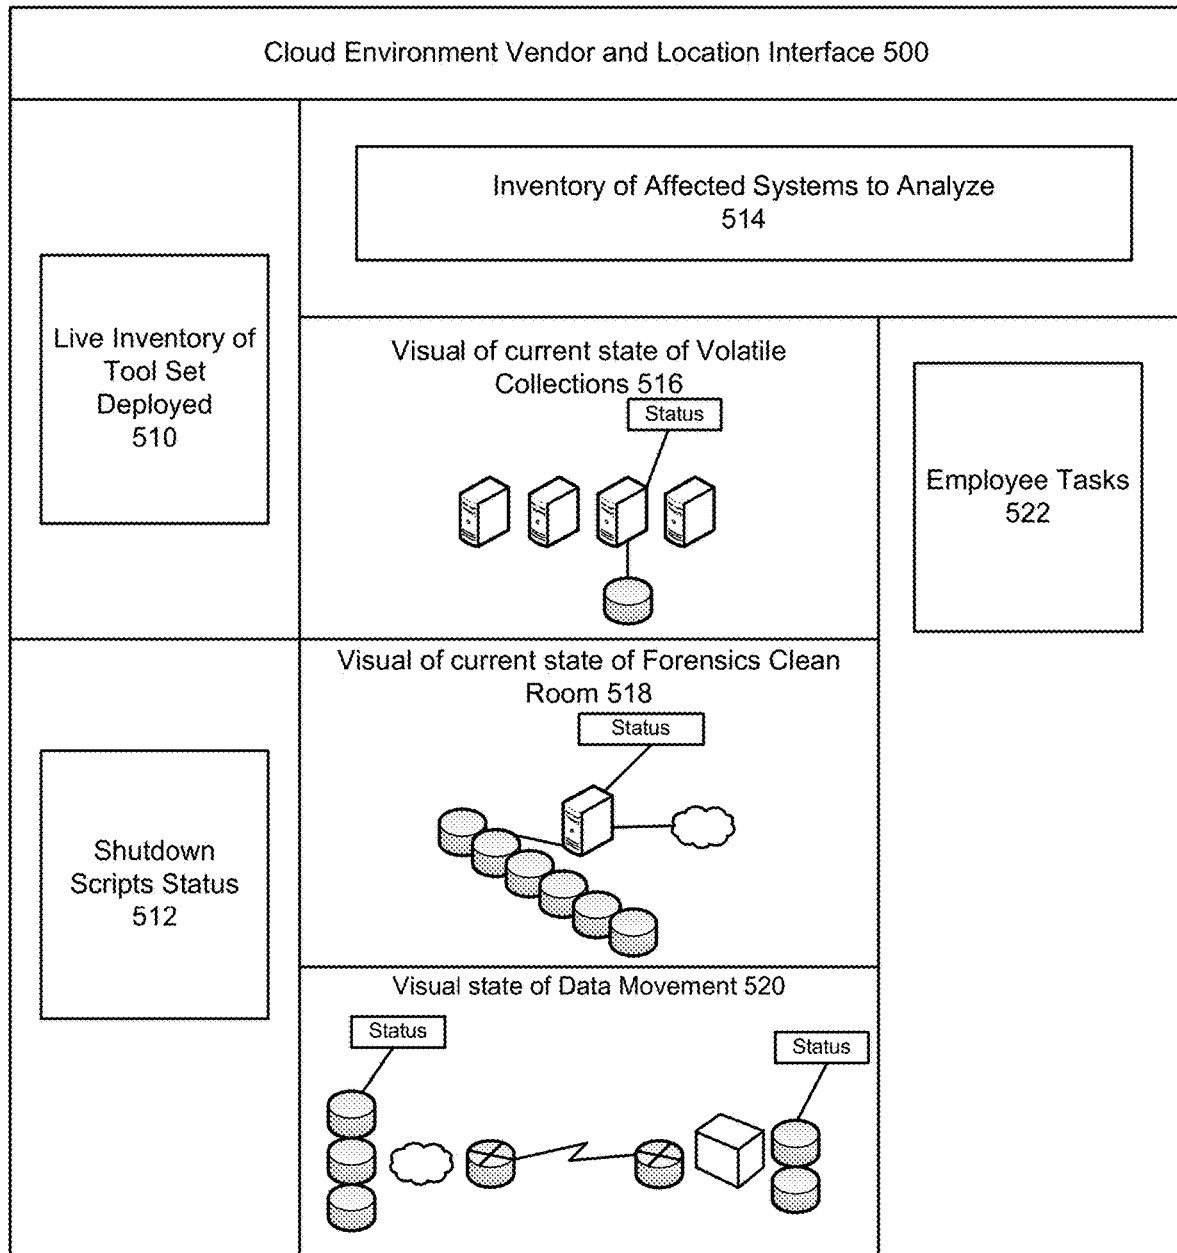 Cloud Environment Vendor and Location Interface 500
Inventory of Affected Systems to Analyze
514
Live Inventory of
Tool Set
Deployed
510
Visual of current state of Volatile
Collections 516
Status
Employee Tasks
522
Visual of current state of Forensics Clean
Room 518
Status
Shutdown
Scripts Status
512
Visual state of Data Movement 520
Status
Status